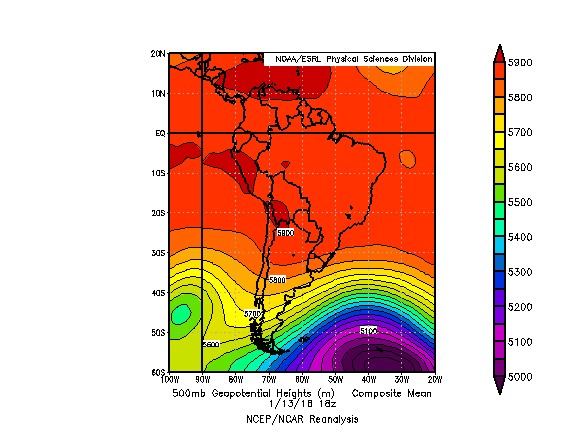 NOAA/ESRL Physical Sciences Division
20N
10N
EQ
10S
20S
30S
40S
50S
60S
100W 90W 80W 70W 60W 50W 40W 30W 20W
5900
5800
5700
5600
5100
5900
5800
5700
5600
5500
5400
5300
5200
5100
5000
500mb Geopotential Heights (m) Composite Mean
1/13/18 18z
NCEP/NCAR Reanalysis